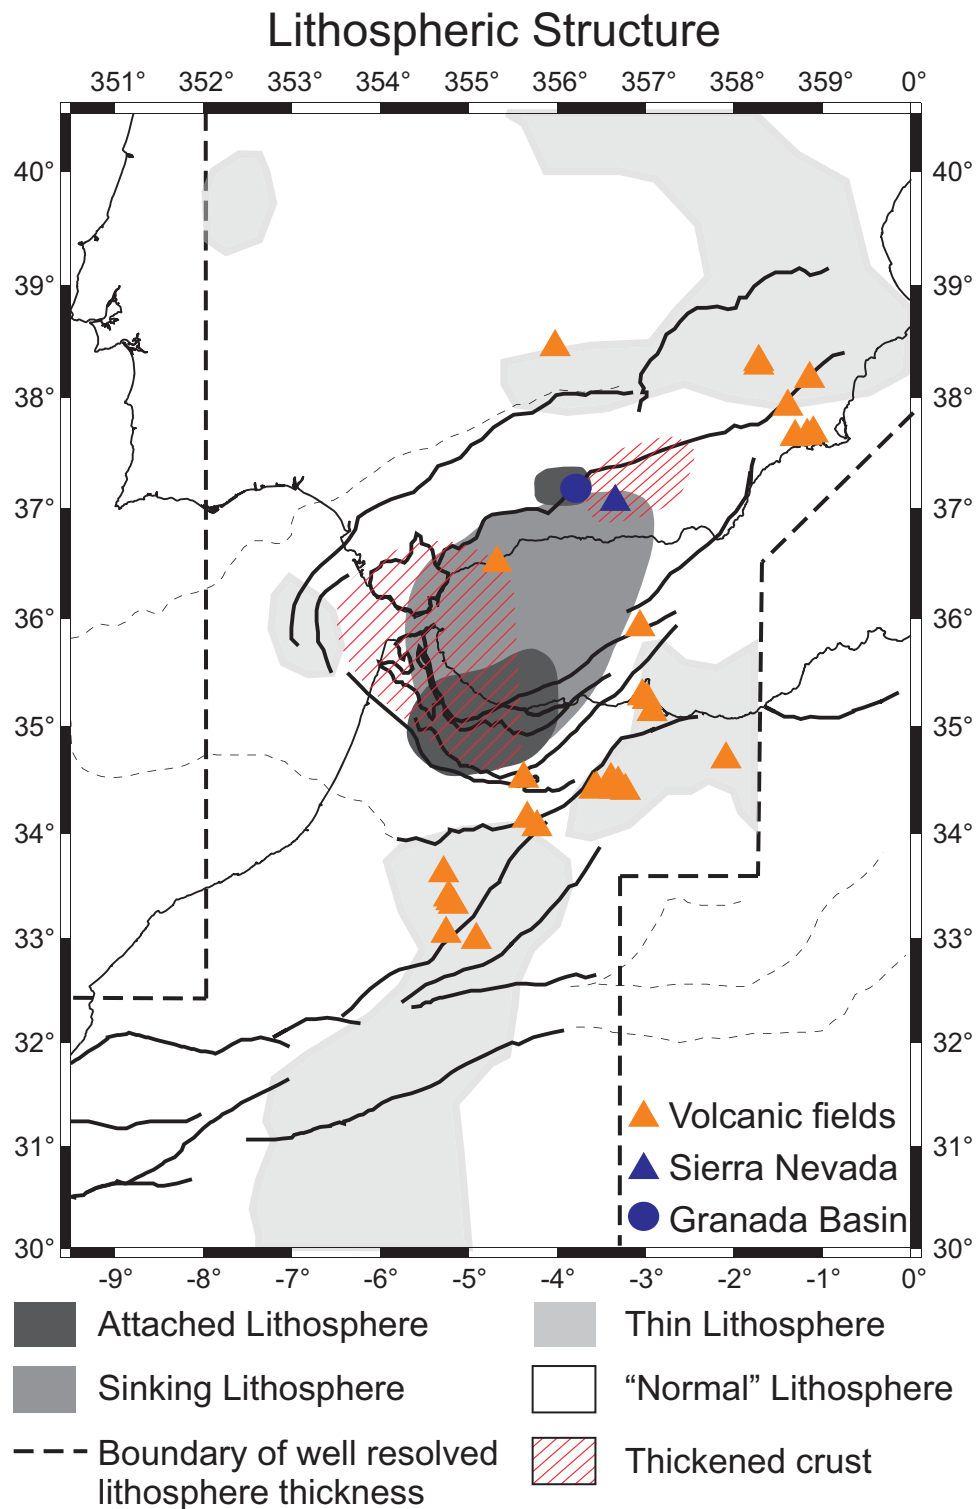 Lithospheric Structure
351° 352° 353° 354° 355° 356° 357° 358° 359° 0°
40° 40°
39° 39°
38° 38°
37° 37°
36° 36°
35° 35°
34° 34°
33° 33°
32° 32°
31° 31°
30° 30°
Volcanic fields
Sierra Nevada
Granada Basin
-9° -8° -7° -6° -5° -4° -3° -2° -1° 0°
Attached Lithosphere
Thin Lithosphere
Sinking Lithosphere
“Normal” Lithosphere
Boundary of well resolved
lithosphere thickness
Thickened crust